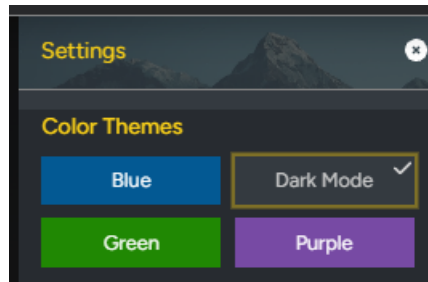 Settings
Color Themes
Blue
Dark Mode
Green
Purple